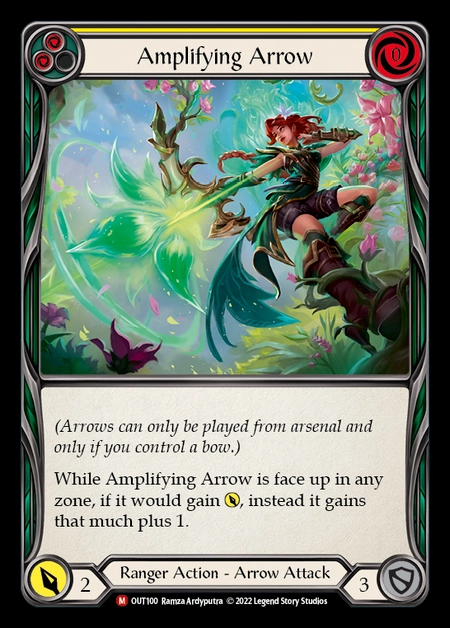 0
Amplifying Arrow
(Arrows can only be played from arsenal and
only if you control a bow.)
While Amplifying Arrow is face up in any
zone, if it would gain , instead it gains
that much plus 1.
2
Ranger Action - Arrow Attack
3
M OUT100 Ramza Ardyputra © 2022 Legend Story Studios